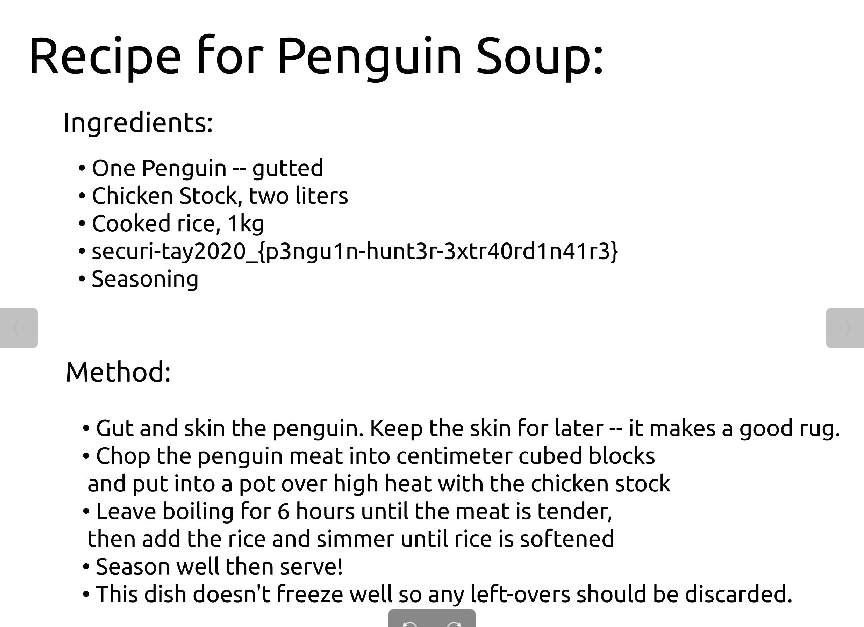 Recipe for Penguin Soup:
Ingredients:
• One Penguin -- gutted
• Chicken Stock, two liters
• Cooked rice, 1kg
• securi-tay2020_{p3ngu1n-hunt3r-3xtr40rd1n41r3}
• Seasoning
Method:
• Gut and skin the penguin. Keep the skin for later -- it makes a good rug.
• Chop the penguin meat into centimeter cubed blocks
and put into a pot over high heat with the chicken stock
• Leave boiling for 6 hours until the meat is tender,
then add the rice and simmer until rice is softened
• Season well then serve!
• This dish doesn't freeze well so any left-overs should be discarded.